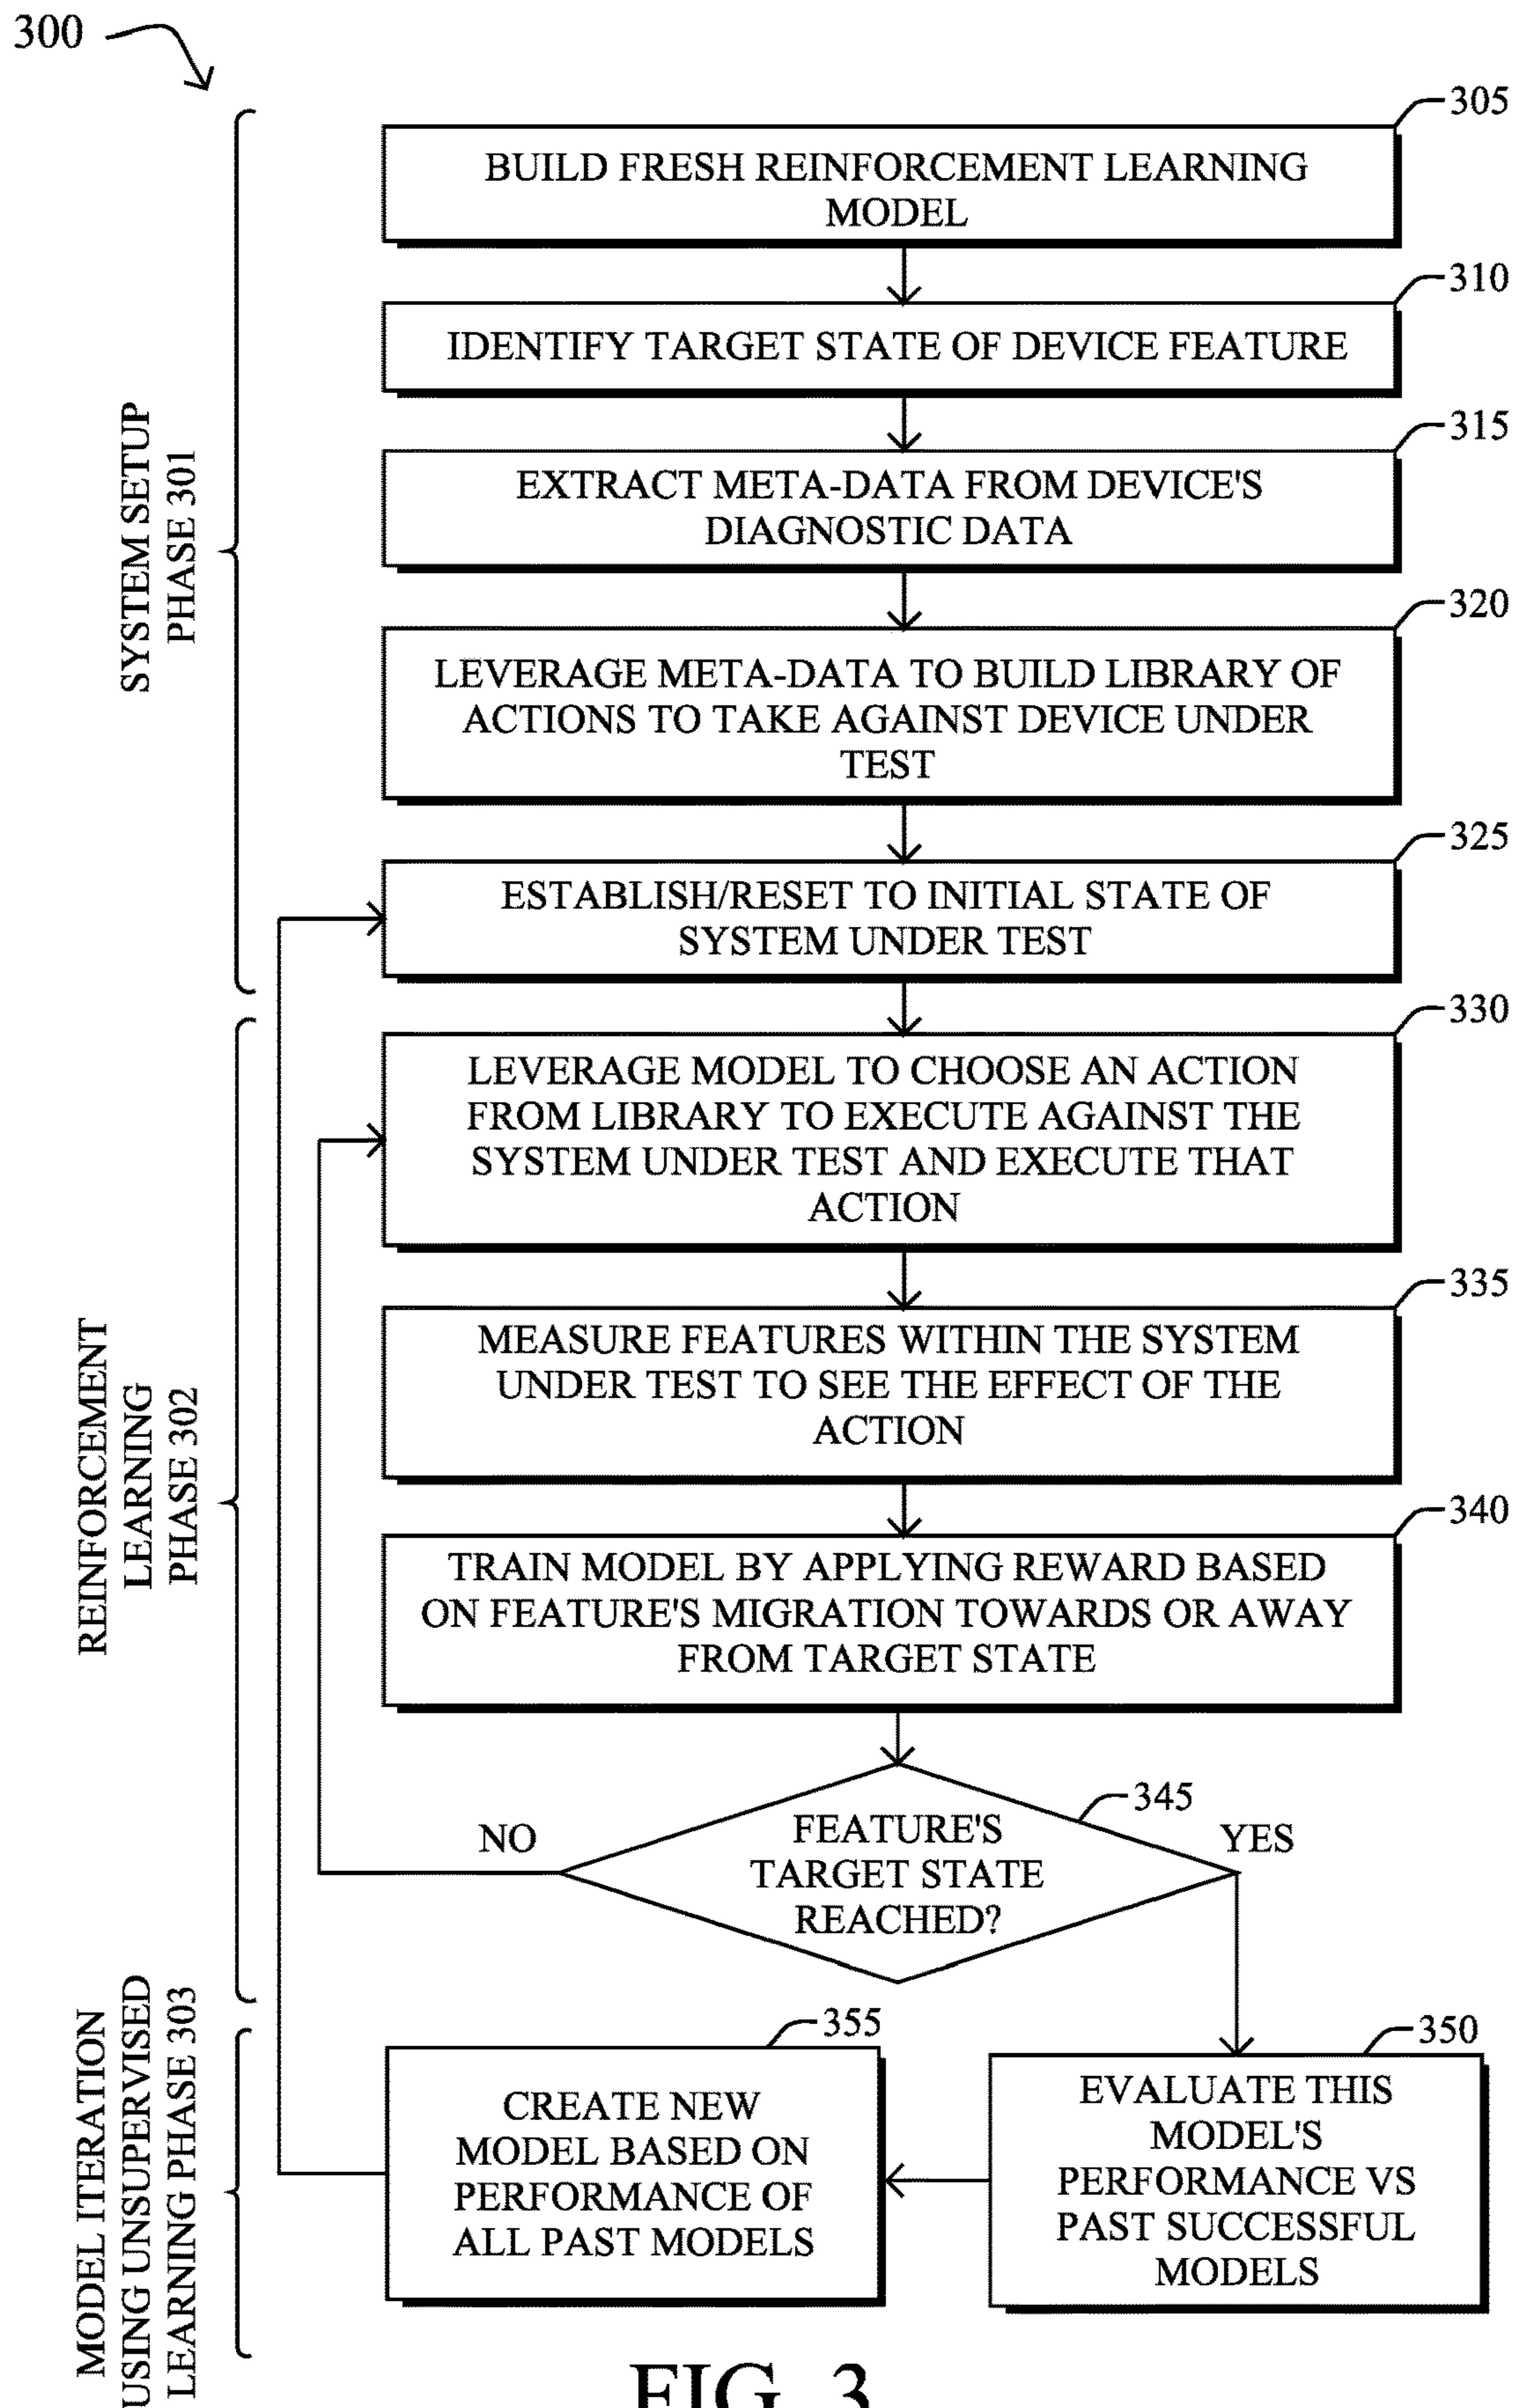 300
305
BUILD FRESH REINFORCEMENT LEARNING
MODEL
310
IDENTIFY TARGET STATE OF DEVICE FEATURE
315
EXTRACT META-DATA FROM DEVICE'S
DIAGNOSTIC DATA
SYSTEM SETUP
PHASE 301
320
LEVERAGE META-DATA TO BUILD LIBRARY OF
ACTIONS TO TAKE AGAINST DEVICE UNDER
TEST
325
ESTABLISH/RESET TO INITIAL STATE OF
SYSTEM UNDER TEST
330
LEVERAGE MODEL TO CHOOSE AN ACTION
FROM LIBRARY TO EXECUTE AGAINST THE
SYSTEM UNDER TEST AND EXECUTE THAT
ACTION
335
MEASURE FEATURES WITHIN THE SYSTEM
UNDER TEST TO SEE THE EFFECT OF THE
ACTION
REINFORCEMENT
LEARNING
PHASE 302
340
TRAIN MODEL BY APPLYING REWARD BASED
ON FEATURE'S MIGRATION TOWARDS OR AWAY
FROM TARGET STATE
345
NO
FEATURE'S
TARGET STATE
REACHED?
YES
MODEL ITERATION
USING UNSUPERVISED
LEARNING PHASE 303
355
CREATE NEW
MODEL BASED ON
PERFORMANCE OF
ALL PAST MODELS
350
EVALUATE THIS
MODEL'S
PERFORMANCE VS
PAST SUCCESSFUL
MODELS
FIG. 3